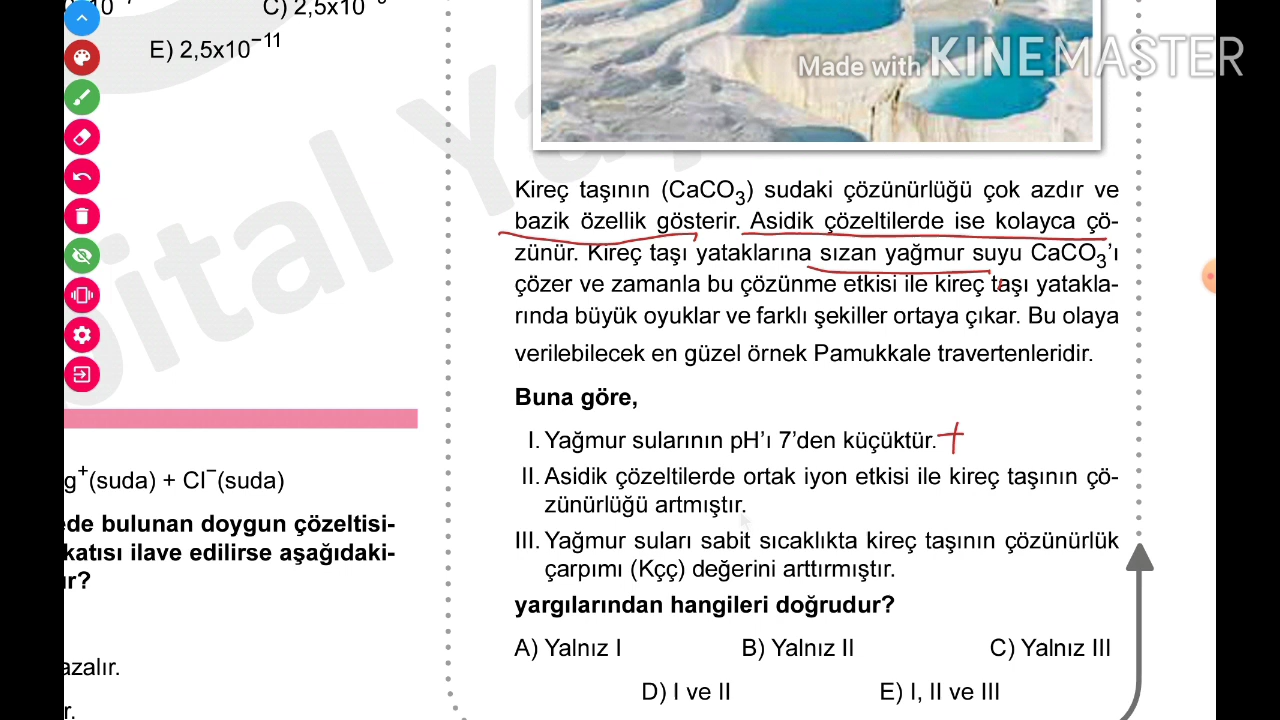 C) 2,5x10
E) 2,5x10⁻¹¹
Made with KINEMASTER
Kireç taşının (CaCO₃) sudaki çözünürlüğü çok azdır ve
bazik özellik gösterir. Asidik çözeltilerde ise kolayca çö-
zünür. Kireç taşı yataklarına sızan yağmur suyu CaCO₃'ı
çözer ve zamanla bu çözünme etkisi ile kireç taşı yatakla-
rında büyük oyuklar ve farklı şekiller ortaya çıkar. Bu olaya
verilebilecek en güzel örnek Pamukkale travertenleridir.
Buna göre,
I. Yağmur sularının pH'ı 7'den küçüktür. +
II. Asidik çözeltilerde ortak iyon etkisi ile kireç taşının çö-
zünürlüğü artmıştır.
III. Yağmur suları sabit sıcaklıkta kireç taşının çözünürlük
çarpımı (Kçç) değerini arttırmıştır.
yargılarından hangileri doğrudur?
A) Yalnız I B) Yalnız II C) Yalnız III
D) I ve II E) I, II ve III
g⁺(suda) + Cl⁻(suda)
ede bulunan doygun çözeltisi-
katısı ilave edilirse aşağıdaki-
ır?
azalır.
r.